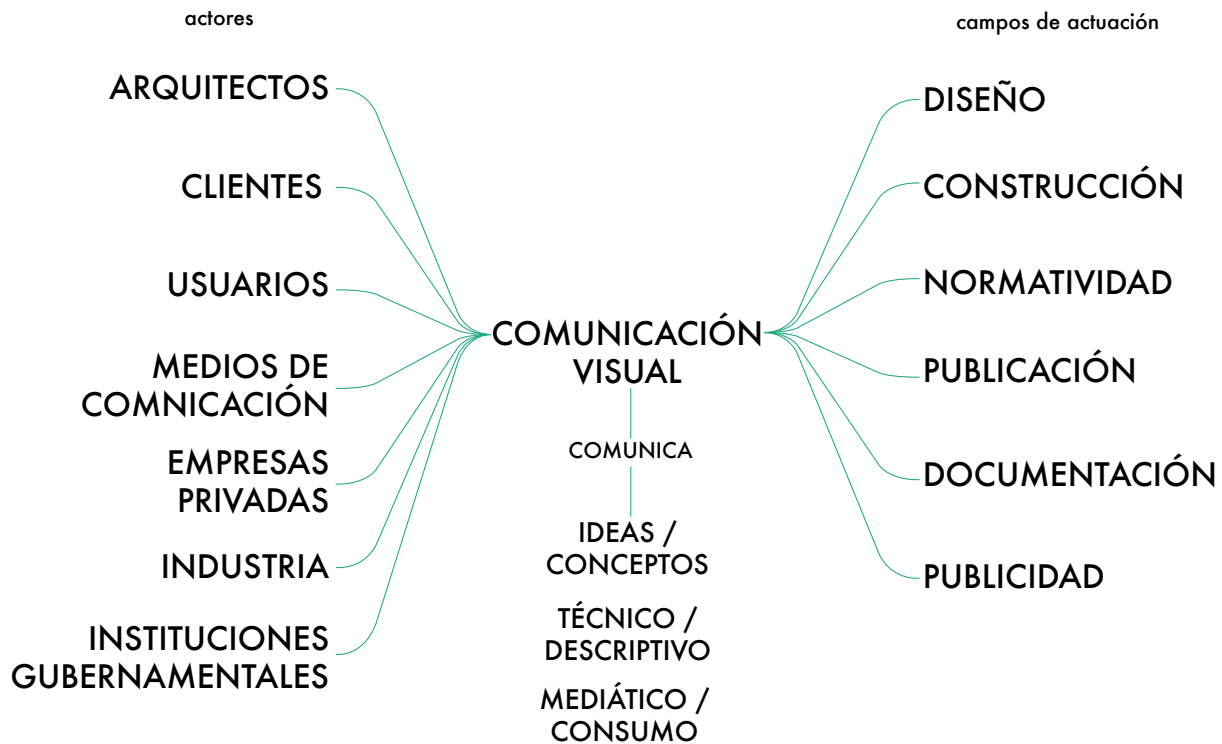 actores
ARQUITECTOS
CLIENTES
USUARIOS
MEDIOS DE
COMNICACIÓN
EMPRESAS
PRIVADAS
INDUSTRIA
INSTITUCIONES
GUBERNAMENTALES
COMUNICACIÓN
VISUAL
COMUNICA
IDEAS /
CONCEPTOS
TÉCNICO /
DESCRIPTIVO
MEDIÁTICO /
CONSUMO
campos de actuación
DISEÑO
CONSTRUCCIÓN
NORMATIVIDAD
PUBLICACIÓN
DOCUMENTACIÓN
PUBLICIDAD